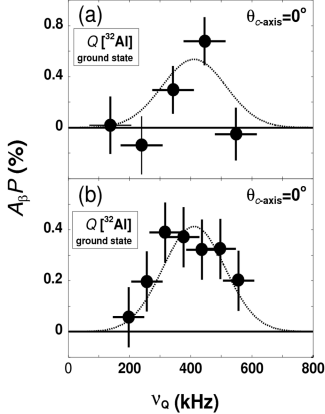 (a)
θc-axis=0°
0.8
Q [³²Al]
ground state
0.4
0
AβP (%)
(b)
θc-axis=0°
0.4
Q [³²Al]
ground state
0.2
0
0 200 400 600 800
νQ (kHz)